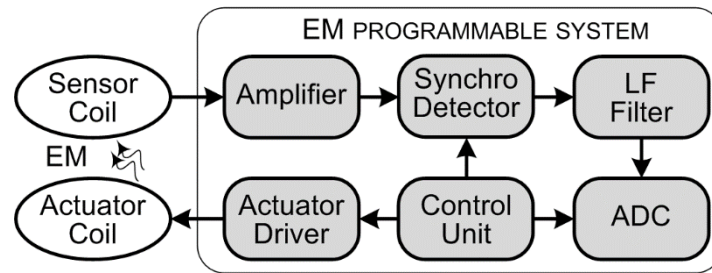 EM PROGRAMMABLE SYSTEM
Sensor
Coil
Amplifier
Synchro
Detector
LF
Filter
EM
Actuator
Coil
Actuator
Driver
Control
Unit
ADC